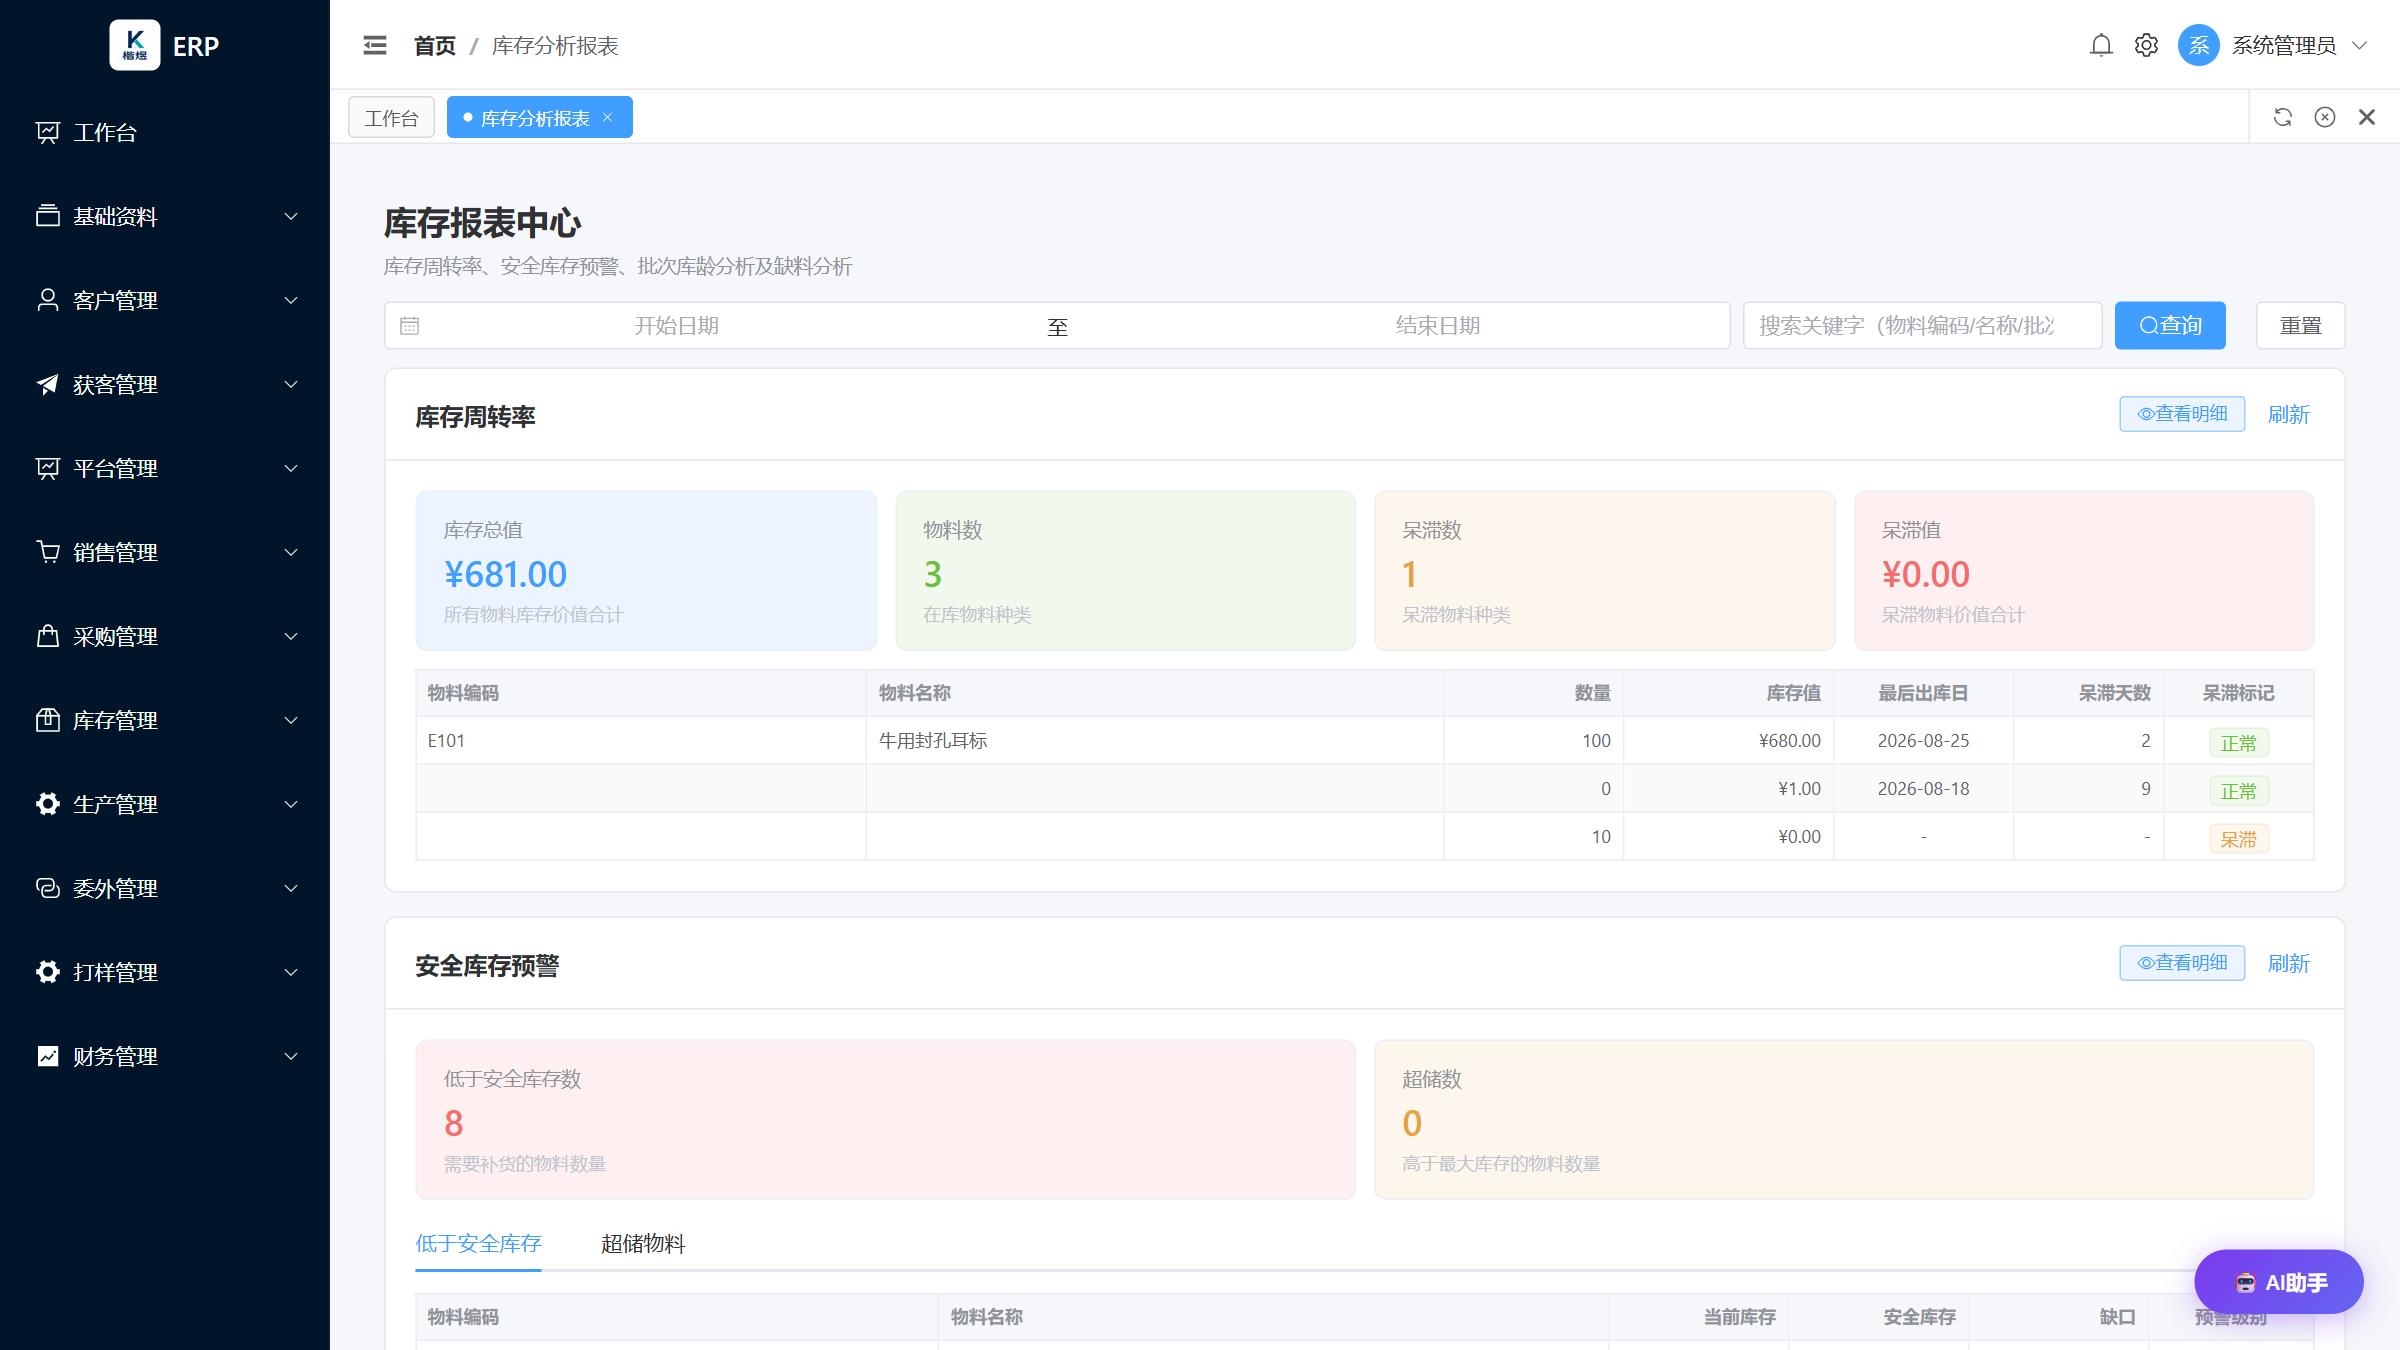 K
楷煜
ERP
首页 / 库存分析报表
系
系统管理员
工作台
基础资料
客户管理
获客管理
平台管理
销售管理
采购管理
库存管理
生产管理
委外管理
打样管理
财务管理
工作台
库存分析报表
库存报表中心
库存周转率、安全库存预警、批次库龄分析及缺料分析
开始日期 至 结束日期
搜索关键字（物料编码/名称/批
查询
重置
库存周转率
查看明细 刷新
库存总值
¥681.00
所有物料库存价值合计
物料数
3
在库物料种类
呆滞数
1
呆滞物料种类
呆滞值
¥0.00
呆滞物料价值合计
物料编码 物料名称 数量 库存值 最后出库日 呆滞天数 呆滞标记
E101 牛用封孔耳标 100 ¥680.00 2026-08-25 2 正常
0 ¥1.00 2026-08-18 9 正常
10 ¥0.00 - - 呆滞
安全库存预警
查看明细 刷新
低于安全库存数
8
需要补货的物料数量
超储数
0
高于最大库存的物料数量
低于安全库存 超储物料
AI助手
物料编码 物料名称 当前库存 安全库存 缺口 预警级别